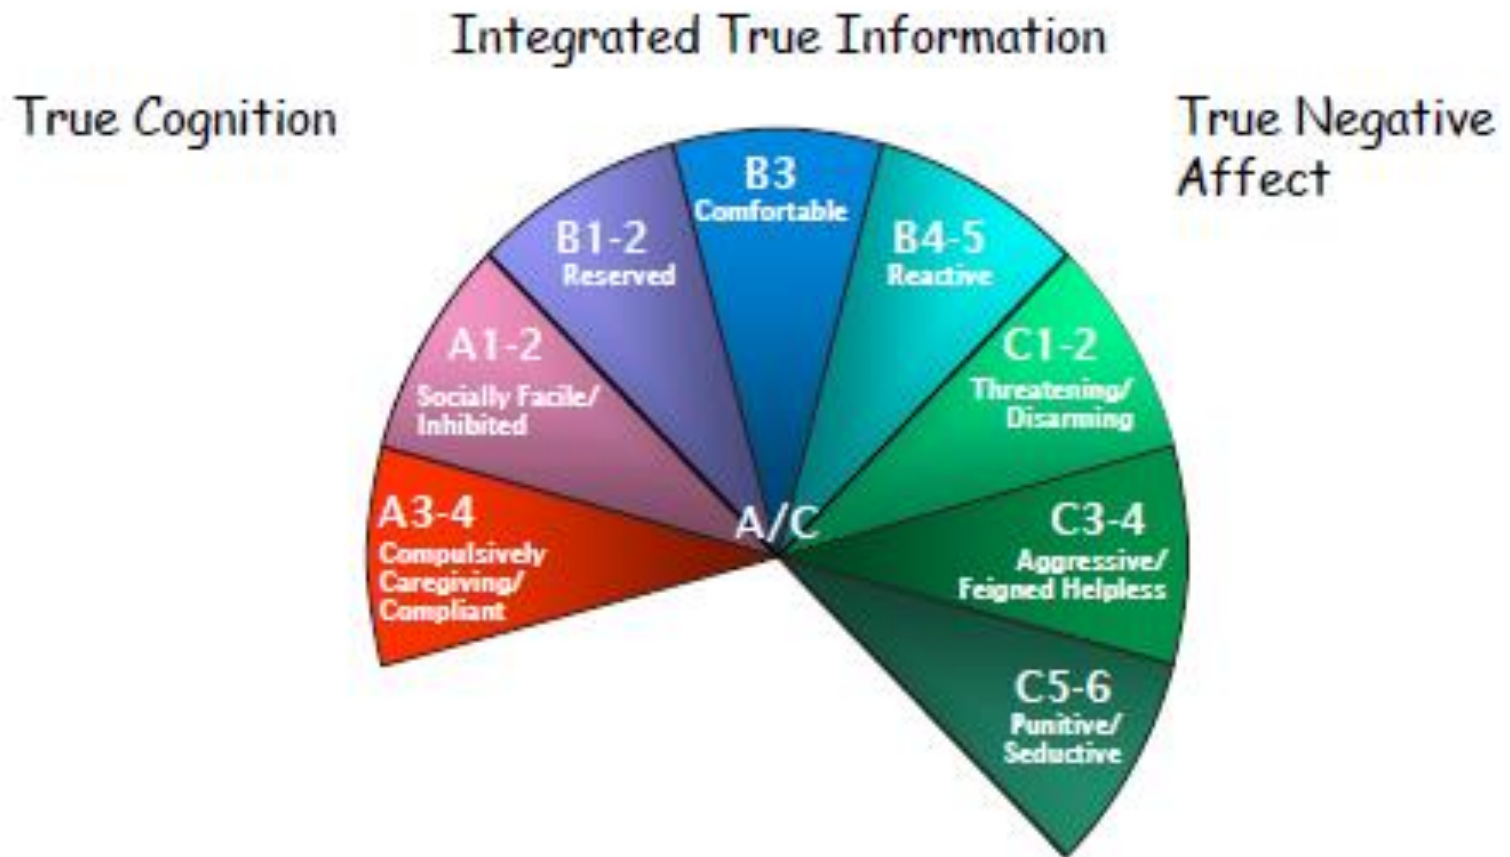 Integrated True Information
True Cognition
True Negative
Affect
B3
Comfortable
B1-2
Reserved
B4-5
Reactive
A1-2
Socially Facile/
Inhibited
C1-2
Threatening/
Disarming
A3-4
Compulsively
Caregiving/
Compliant
A/C
C3-4
Aggressive/
Feigned Helpless
C5-6
Punitive/
Seductive